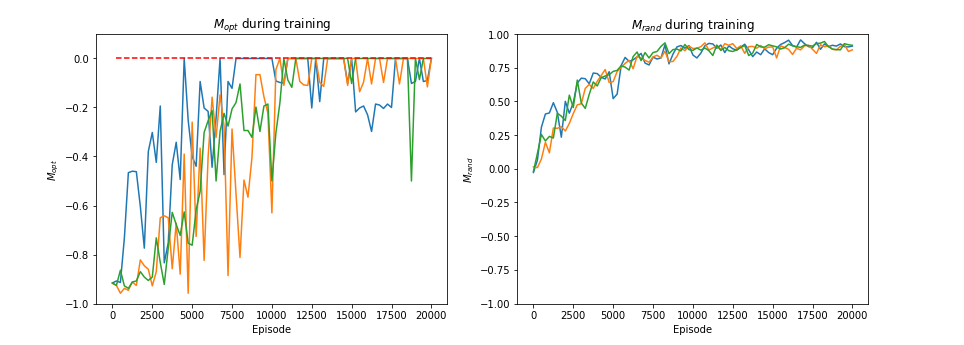 M_opt during training
0.0
−0.2
−0.4
−0.6
−0.8
−1.0
M_opt
0 2500 5000 7500 10000 12500 15000 17500 20000
Episode
M_rand during training
1.00
0.75
0.50
0.25
0.00
−0.25
−0.50
−0.75
−1.00
M_rand
0 2500 5000 7500 10000 12500 15000 17500 20000
Episode